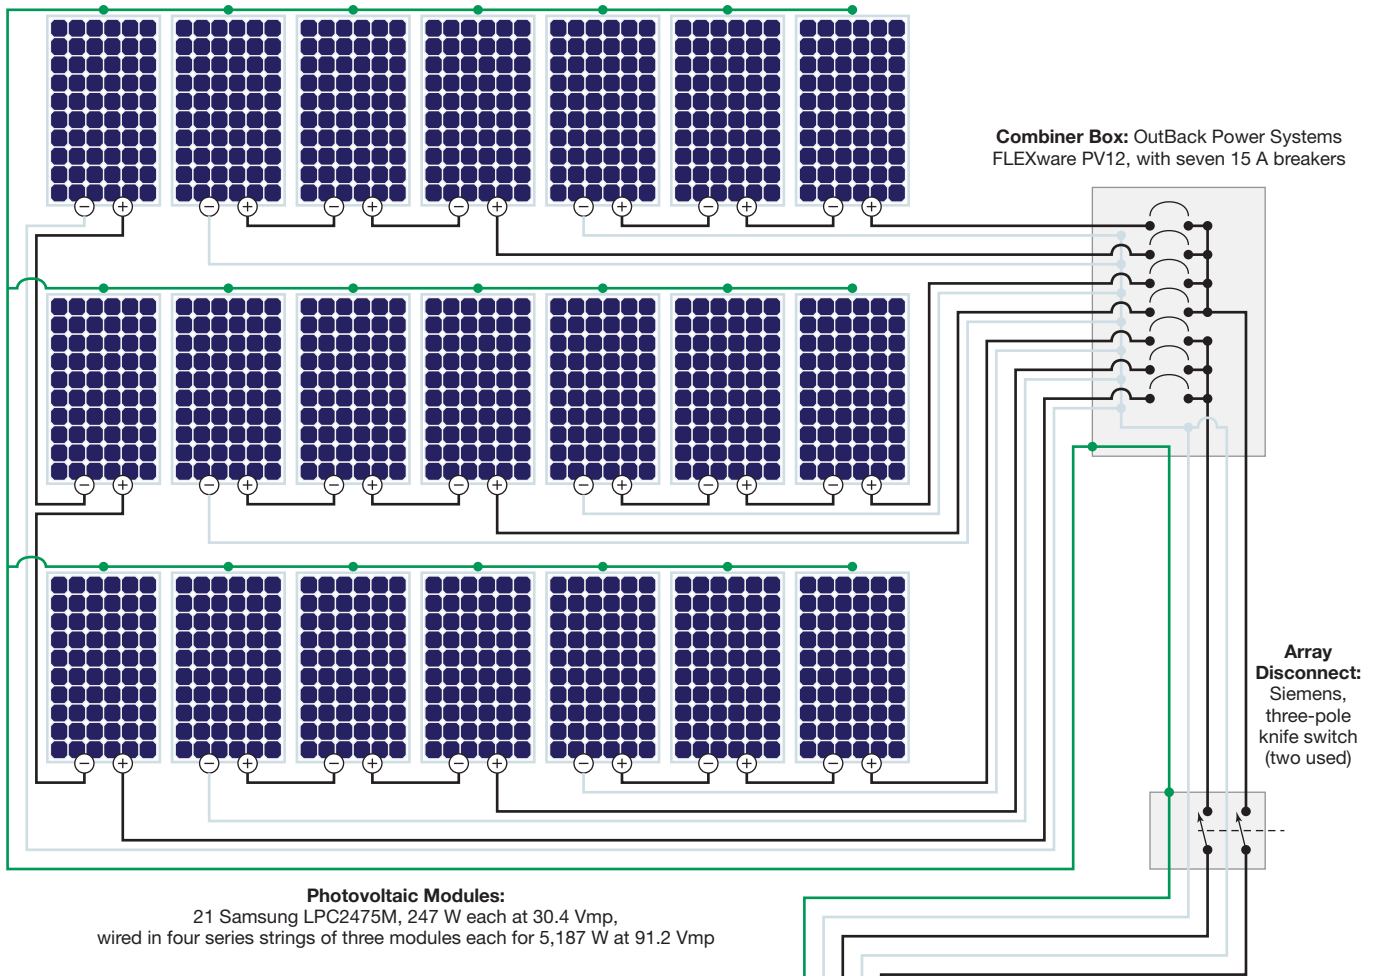 Combiner Box: OutBack Power Systems
FLEXware PV12, with seven 15 A breakers
Array
Disconnect:
Siemens,
three-pole
knife switch
(two used)
Photovoltaic Modules:
21 Samsung LPC2475M, 247 W each at 30.4 Vmp,
wired in four series strings of three modules each for 5,187 W at 91.2 Vmp